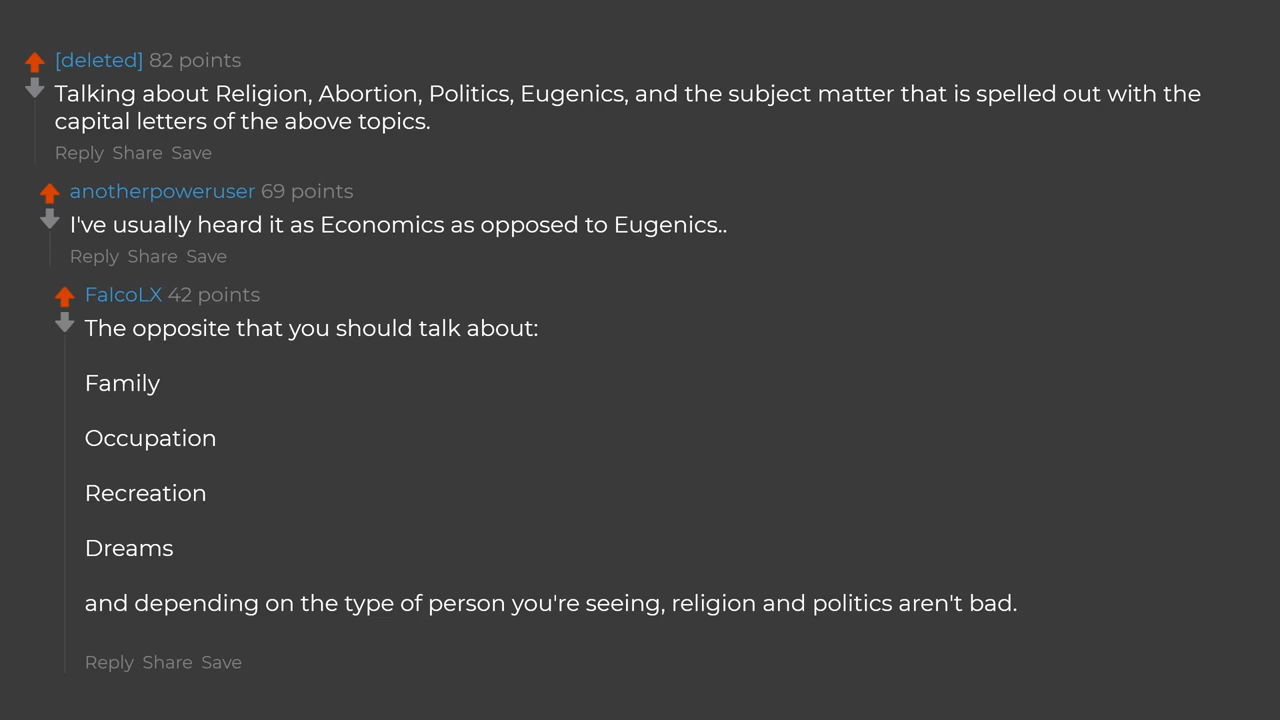 [deleted] 82 points
Talking about Religion, Abortion, Politics, Eugenics, and the subject matter that is spelled out with the
capital letters of the above topics.
Reply Share Save
anotherpoweruser 69 points
I've usually heard it as Economics as opposed to Eugenics..
Reply Share Save
FalcoLX 42 points
The opposite that you should talk about:
Family
Occupation
Recreation
Dreams
and depending on the type of person you're seeing, religion and politics aren't bad.
Reply Share Save